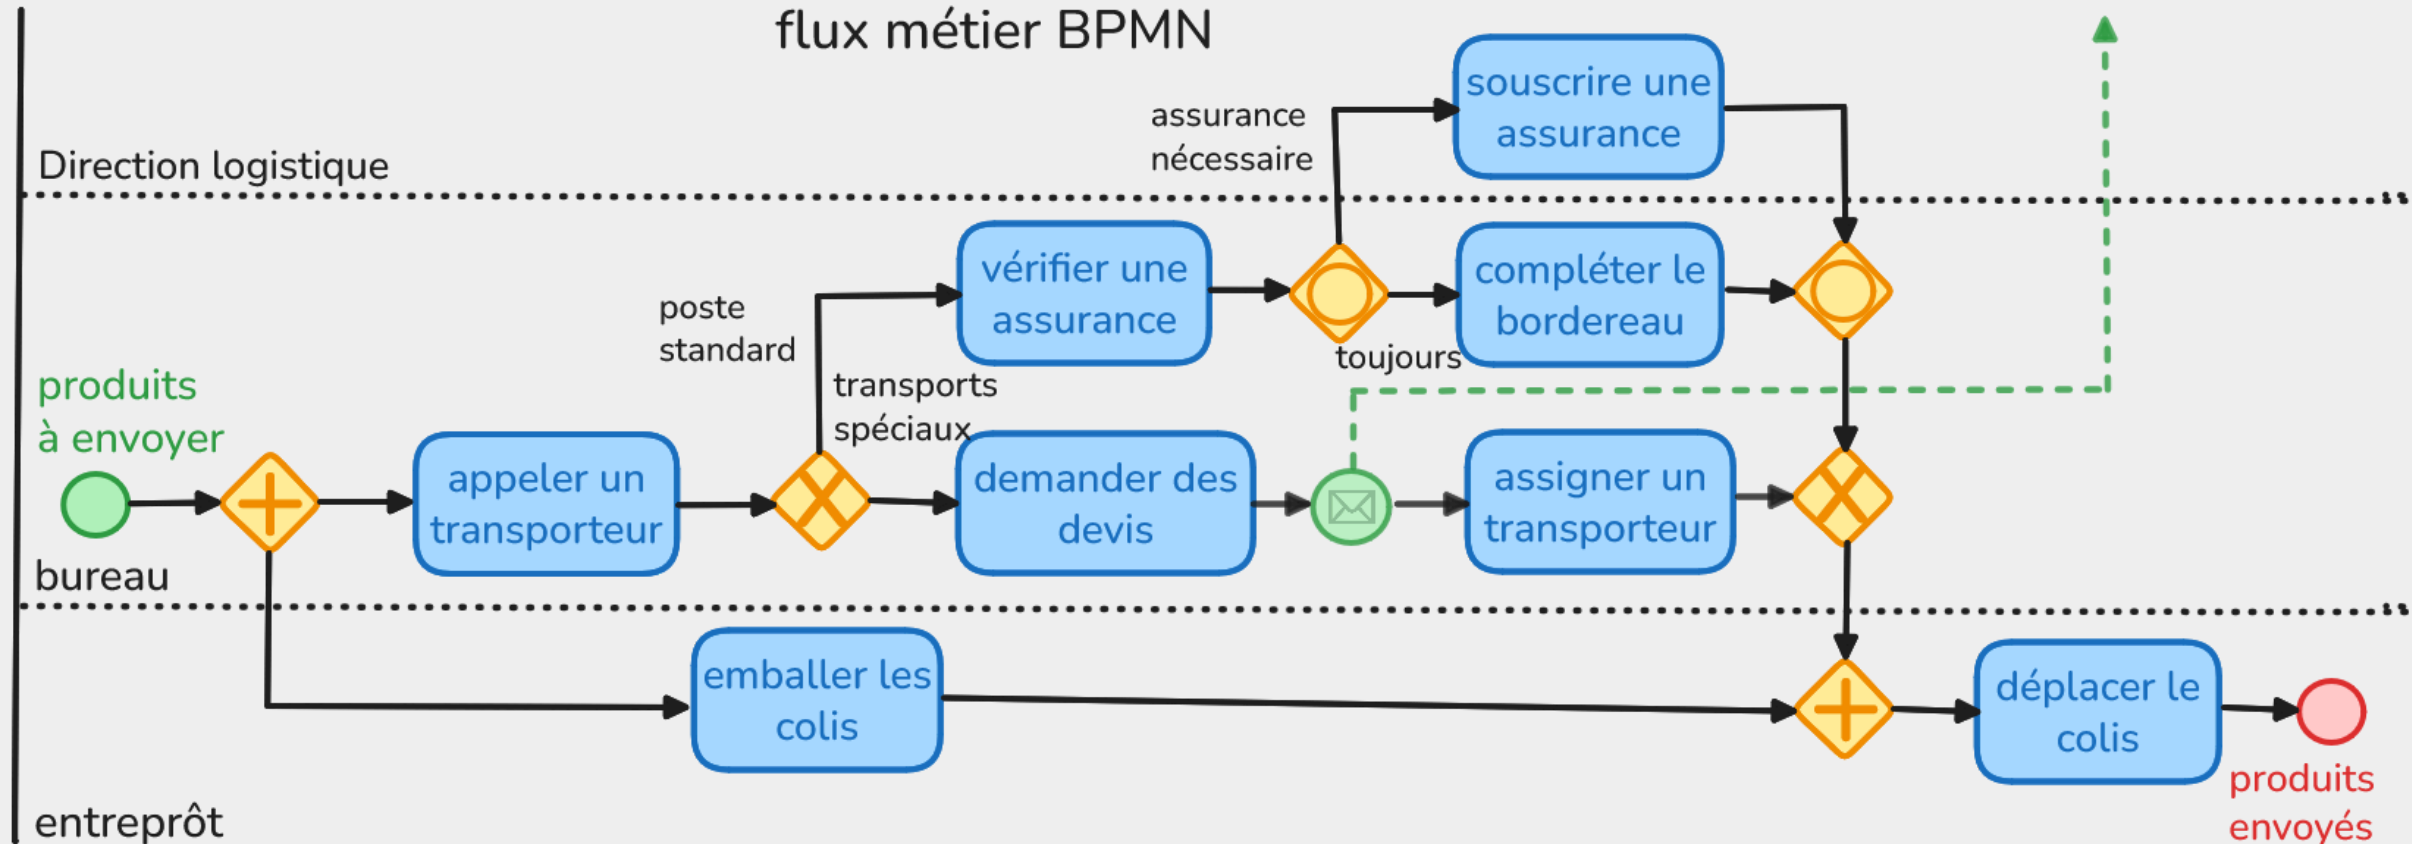 flux métier BPMN
souscrire une
assurance
assurance
nécessaire
Direction logistique
vérifier une
assurance
compléter le
bordereau
poste
standard
toujours
transports
spéciaux
produits
à envoyer
appeler un
transporteur
demander des
devis
assigner un
transporteur
bureau
emballer les
colis
déplacer le
colis
produits
envoyés
entreprôt